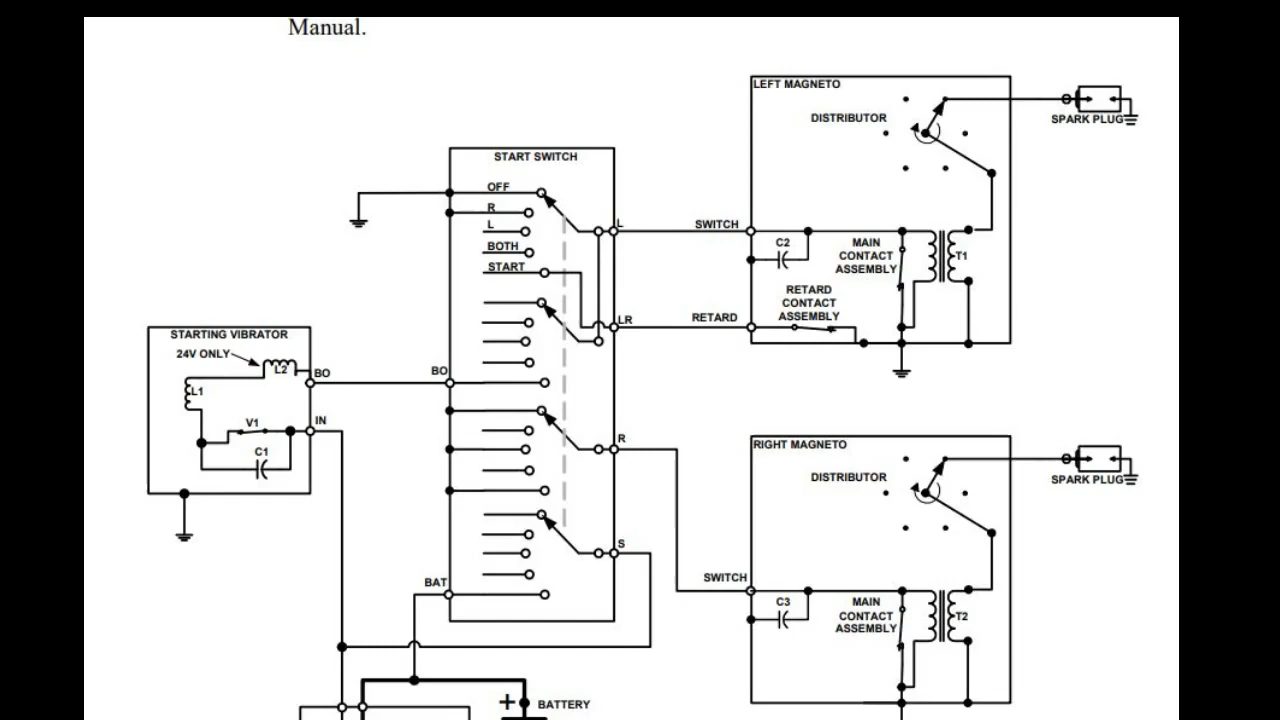 Manual.
LEFT MAGNETO
DISTRIBUTOR
SPARK PLUG
START SWITCH
OFF
R
L
BOTH
START
L
SWITCH
C2
MAIN
CONTACT
ASSEMBLY
T1
RETARD
CONTACT
ASSEMBLY
LR
RETARD
STARTING VIBRATOR
24V ONLY
L2
BO
L1
V1
IN
C1
BO
R
RIGHT MAGNETO
DISTRIBUTOR
SPARK PLUG
S
BAT
SWITCH
C3
MAIN
CONTACT
ASSEMBLY
T2
+
BATTERY